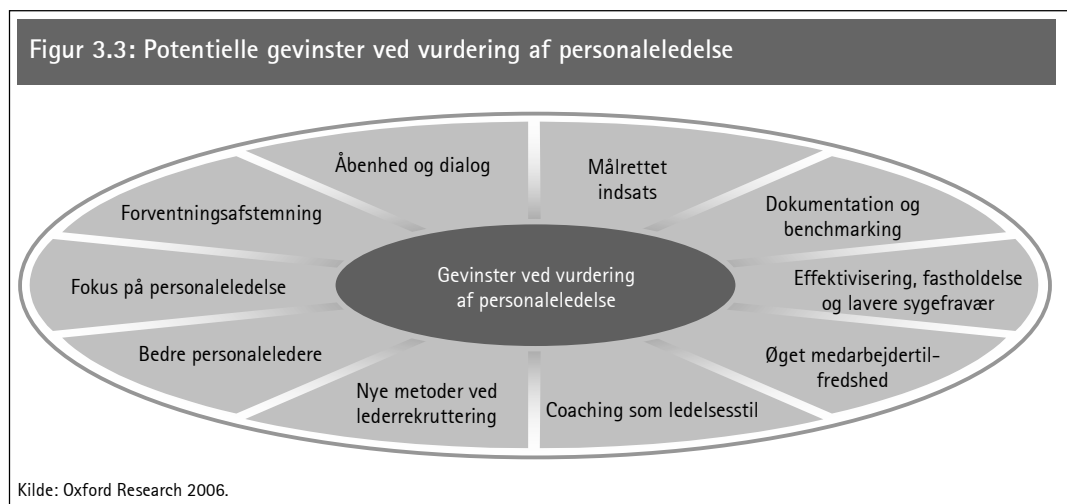 Figur 3.3: Potentielle gevinster ved vurdering af personaleledelse
Åbenhed og dialog
Målrettet
indsats
Dokumentation og
benchmarking
Effektivisering, fastholdelse
og lavere sygefravær
Øget medarbejdertil-
fredshed
Coaching som ledelsesstil
Nye metoder ved
lederrekruttering
Bedre personaleledere
Fokus på personaleledelse
Forventningsafstemning
Gevinster ved vurdering
af personaleledelse
Kilde: Oxford Research 2006.